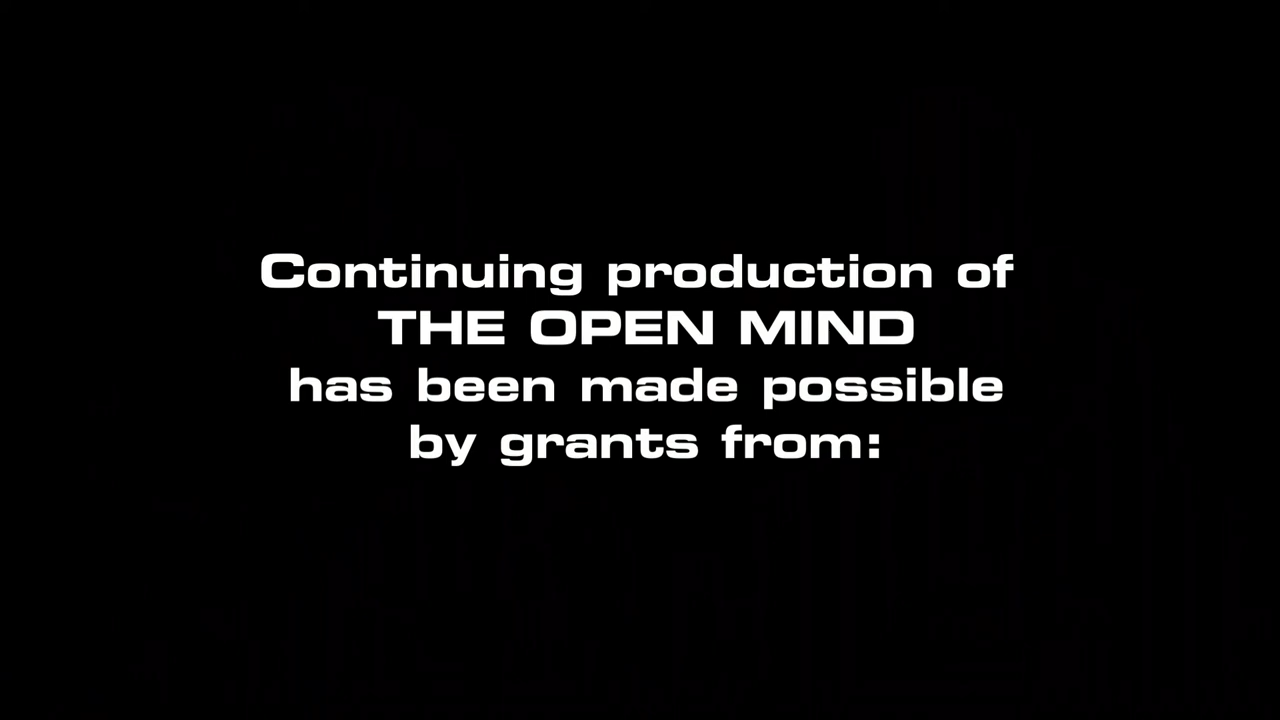 Continuing production of
THE OPEN MIND
has been made possible
by grants from: